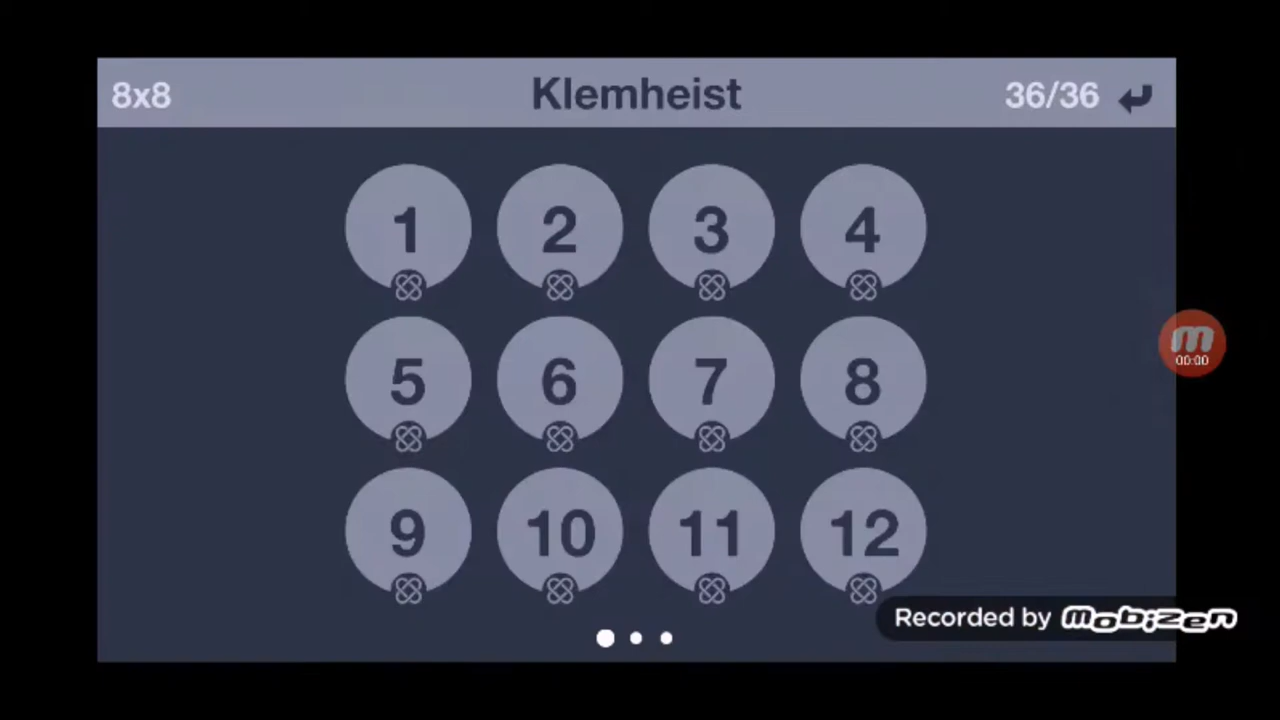 8x8 Klemheist 36/36
1 2 3 4
5 6 7 8
00:00
9 10 11 12
Recorded by mobizen